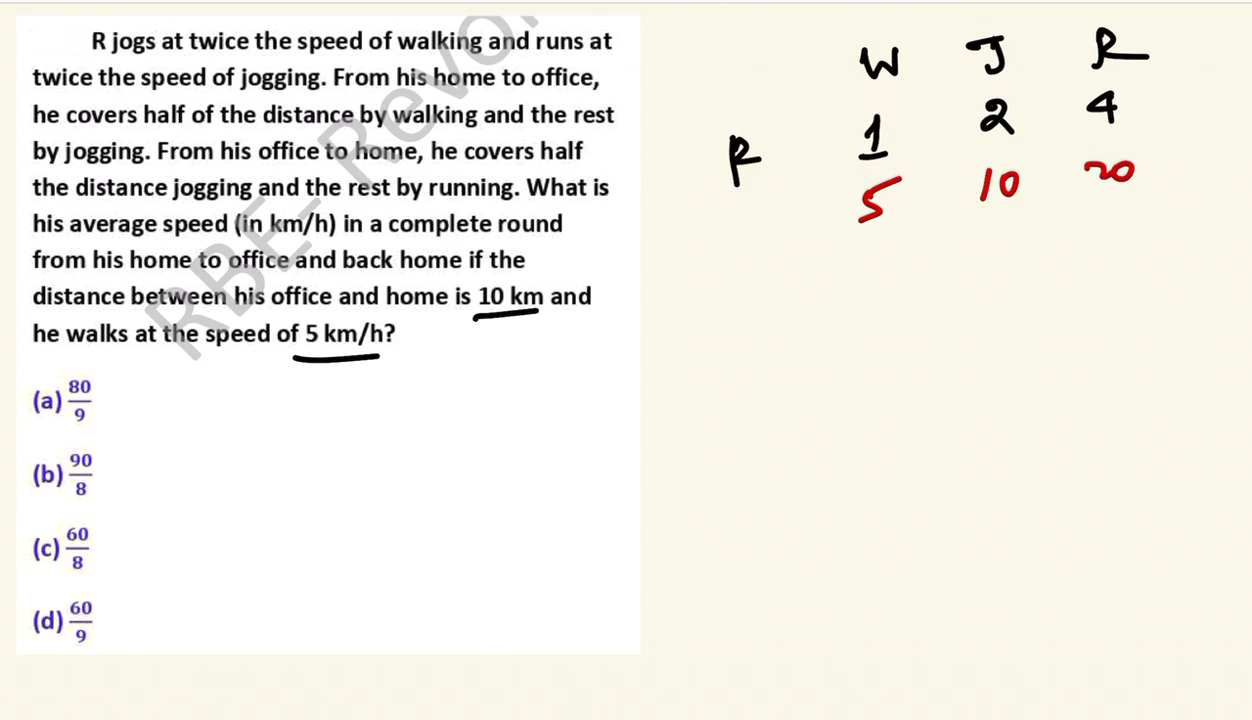 R jogs at twice the speed of walking and runs at
twice the speed of jogging. From his home to office,
he covers half of the distance by walking and the rest
by jogging. From his office to home, he covers half
the distance jogging and the rest by running. What is
his average speed (in km/h) in a complete round
from his home to office and back home if the
distance between his office and home is 10 km and
he walks at the speed of 5 km/h?
(a) 80/9
(b) 90/8
(c) 60/8
(d) 60/9
RBE- Revol
W J R
R 1 2 4
5 10 20